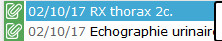 02/10/17 RX thorax 2c.
02/10/17 Echographie urinair